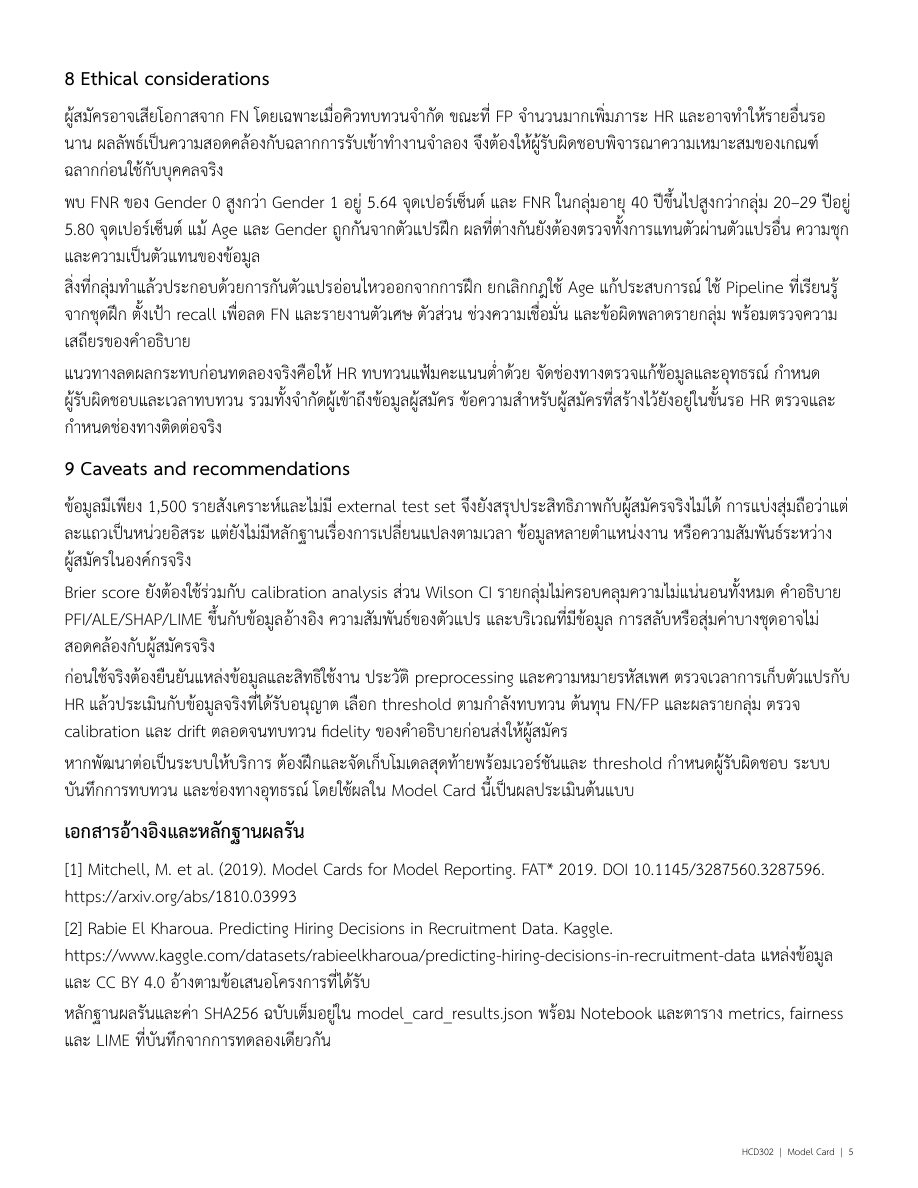 8 Ethical considerations
ผู้สมัครอาจเสียโอกาสจาก FN โดยเฉพาะเมื่อคิวทบทวนจำกัด ขณะที่ FP จำนวนมากเพิ่มภาระ HR และอาจทำให้รายอื่นรอ
นาน ผลลัพธ์เป็นความสอดคล้องกับฉลากการรับเข้าทำงานจำลอง จึงต้องให้ผู้รับผิดชอบพิจารณาความเหมาะสมของเกณฑ์
ฉลากก่อนใช้กับบุคคลจริง
พบ FNR ของ Gender 0 สูงกว่า Gender 1 อยู่ 5.64 จุดเปอร์เซ็นต์ และ FNR ในกลุ่มอายุ 40 ปีขึ้นไปสูงกว่ากลุ่ม 20–29 ปีอยู่
5.80 จุดเปอร์เซ็นต์ แม้ Age และ Gender ถูกกันจากตัวแปรฝึก ผลที่ต่างกันยังต้องตรวจทั้งการแทนตัวผ่านตัวแปรอื่น ความชุก
และความเป็นตัวแทนของข้อมูล
สิ่งที่กลุ่มทำแล้วประกอบด้วยการกันตัวแปรอ่อนไหวออกจากการฝึก ยกเลิกกฎใช้ Age แก้ประสบการณ์ ใช้ Pipeline ที่เรียนรู้
จากชุดฝึก ตั้งเป้า recall เพื่อลด FN และรายงานตัวเศษ ตัวส่วน ช่วงความเชื่อมั่น และข้อผิดพลาดรายกลุ่ม พร้อมตรวจความ
เสถียรของคำอธิบาย
แนวทางลดผลกระทบก่อนทดลองจริงคือให้ HR ทบทวนแฟ้มคะแนนต่ำด้วย จัดช่องทางตรวจแก้ข้อมูลและอุทธรณ์ กำหนด
ผู้รับผิดชอบและเวลาทบทวน รวมทั้งจำกัดผู้เข้าถึงข้อมูลผู้สมัคร ข้อความสำหรับผู้สมัครที่สร้างไว้ยังอยู่ในขั้นรอ HR ตรวจและ
กำหนดช่องทางติดต่อจริง
9 Caveats and recommendations
ข้อมูลมีเพียง 1,500 รายสังเคราะห์และไม่มี external test set จึงยังสรุปประสิทธิภาพกับผู้สมัครจริงไม่ได้ การแบ่งสุ่มถือว่าแต่
ละแถวเป็นหน่วยอิสระ แต่ยังไม่มีหลักฐานเรื่องการเปลี่ยนแปลงตามเวลา ข้อมูลหลายตำแหน่งงาน หรือความสัมพันธ์ระหว่าง
ผู้สมัครในองค์กรจริง
Brier score ยังต้องใช้ร่วมกับ calibration analysis ส่วน Wilson CI รายกลุ่มไม่ครอบคลุมความไม่แน่นอนทั้งหมด คำอธิบาย
PFI/ALE/SHAP/LIME ขึ้นกับข้อมูลอ้างอิง ความสัมพันธ์ของตัวแปร และบริเวณที่มีข้อมูล การสลับหรือสุ่มค่าบางชุดอาจไม่
สอดคล้องกับผู้สมัครจริง
ก่อนใช้จริงต้องยืนยันแหล่งข้อมูลและสิทธิใช้งาน ประวัติ preprocessing และความหมายรหัสเพศ ตรวจเวลาการเก็บตัวแปรกับ
HR แล้วประเมินกับข้อมูลจริงที่ได้รับอนุญาต เลือก threshold ตามกำลังทบทวน ต้นทุน FN/FP และผลรายกลุ่ม ตรวจ
calibration และ drift ตลอดจนทบทวน fidelity ของคำอธิบายก่อนส่งให้ผู้สมัคร
หากพัฒนาต่อเป็นระบบให้บริการ ต้องฝึกและจัดเก็บโมเดลสุดท้ายพร้อมเวอร์ชันและ threshold กำหนดผู้รับผิดชอบ ระบบ
บันทึกการทบทวน และช่องทางอุทธรณ์ โดยใช้ผลใน Model Card นี้เป็นผลประเมินต้นแบบ
เอกสารอ้างอิงและหลักฐานผลรัน
[1] Mitchell, M. et al. (2019). Model Cards for Model Reporting. FAT* 2019. DOI 10.1145/3287560.3287596.
https://arxiv.org/abs/1810.03993
[2] Rabie El Kharoua. Predicting Hiring Decisions in Recruitment Data. Kaggle.
https://www.kaggle.com/datasets/rabieelkharoua/predicting-hiring-decisions-in-recruitment-data แหล่งข้อมูล
และ CC BY 4.0 อ้างตามข้อเสนอโครงการที่ได้รับ
หลักฐานผลรันและค่า SHA256 ฉบับเต็มอยู่ใน model_card_results.json พร้อม Notebook และตาราง metrics, fairness
และ LIME ที่บันทึกจากการทดลองเดียวกัน
HCD302 | Model Card | 5